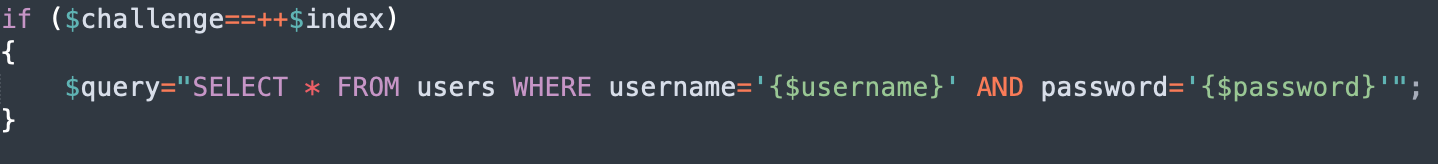 if ($challenge==++$index)
{
$query="SELECT * FROM users WHERE username='{$username}' AND password='{$password}'";
}